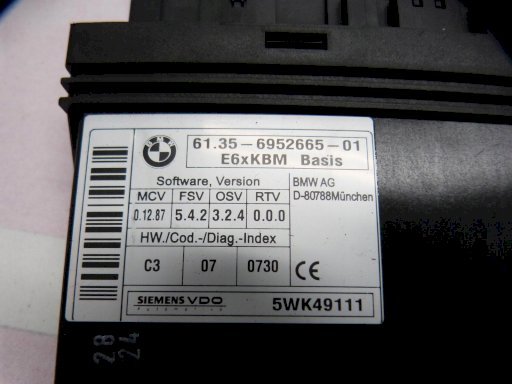 BMW
61.35 - 6952665-01
E6xKBM Basis
Software, Version
MCV FSV OSV RTV
0.12.87 5.4.2 3.2.4 0.0.0
BMW AG
D-80788München
HW./Cod.-/Diag.-Index
C3 07 0730
CE
SIEMENS VDO
Automotive
5WK49111
28
24